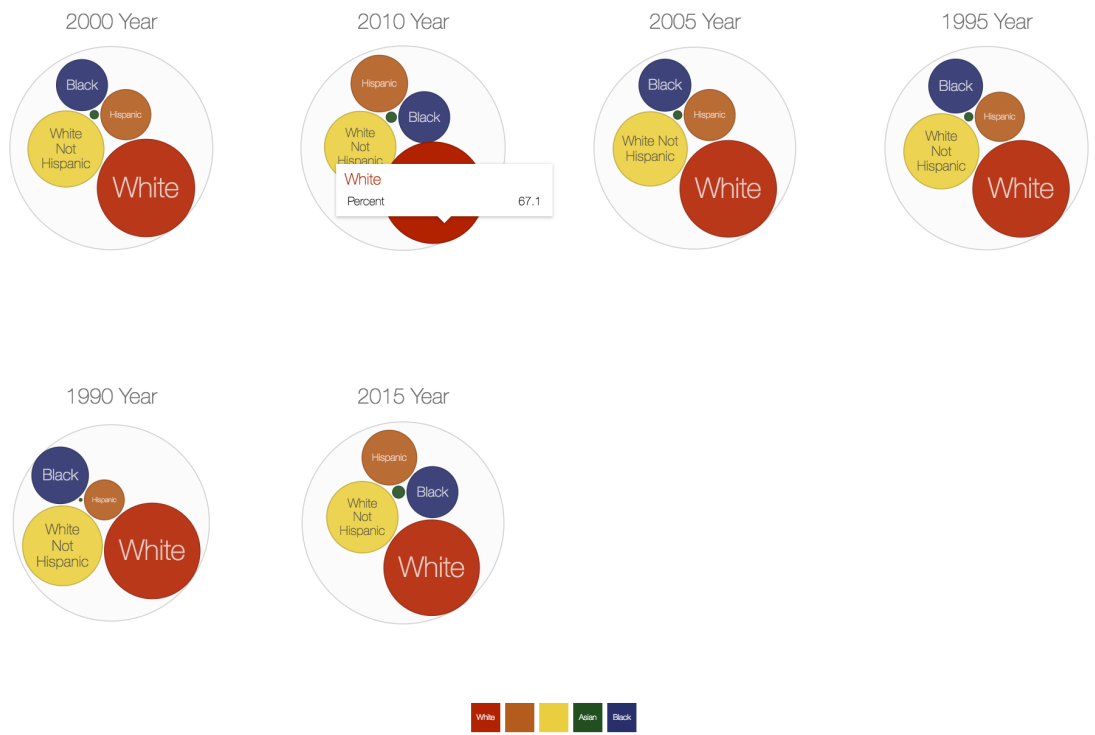 2000 Year
2010 Year
2005 Year
1995 Year
Black
Hispanic
White
Not
Hispanic
White
Hispanic
Black
White
Not
Hispanic
White
Percent 67.1
Black
Hispanic
White Not
Hispanic
White
Black
Hispanic
White
Not
Hispanic
White
1990 Year
2015 Year
Black
Hispanic
White
Not
Hispanic
White
Hispanic
Black
White
Not
Hispanic
White
White
Asian
Black